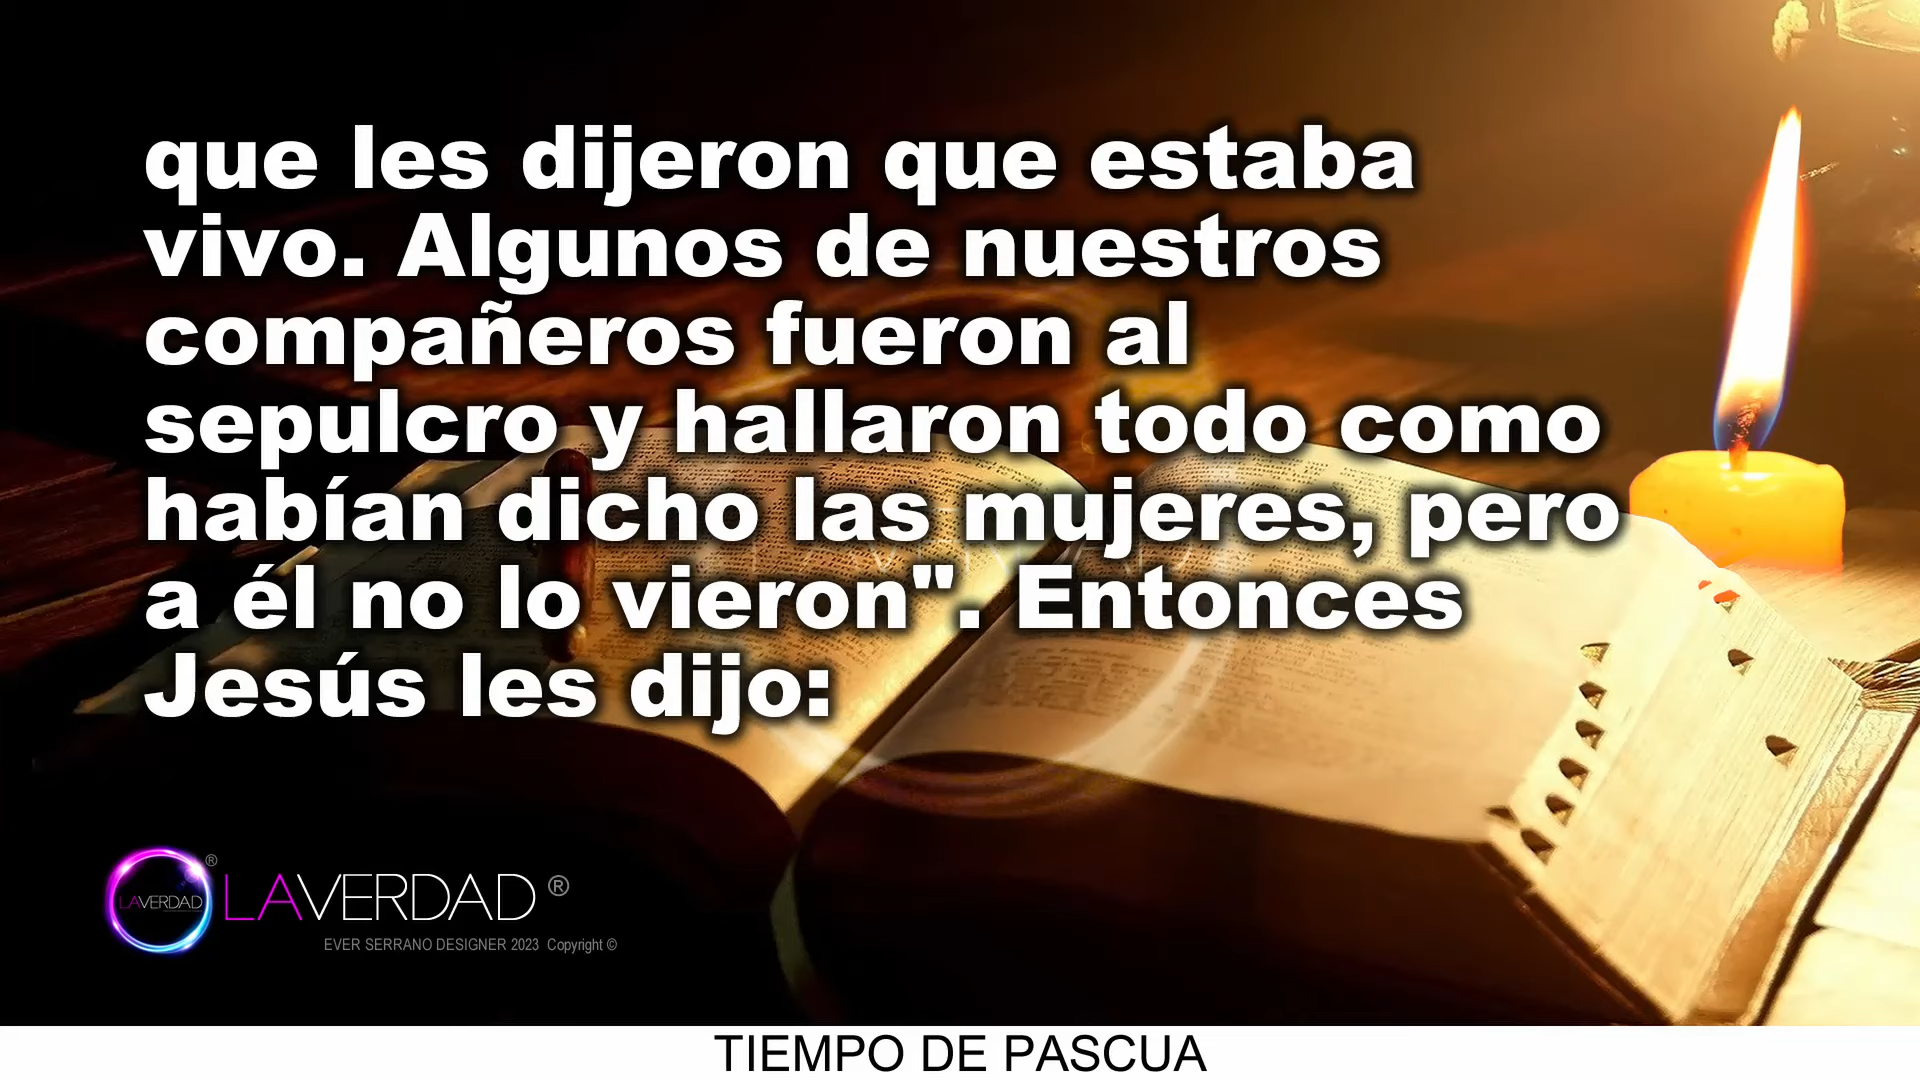 que les dijeron que estaba
vivo. Algunos de nuestros
compañeros fueron al
sepulcro y hallaron todo como
habían dicho las mujeres, pero
a él no lo vieron". Entonces
Jesús les dijo:
LAVERDAD ®
LAVERDAD ®
EVER SERRANO DESIGNER 2023 Copyright ©
TIEMPO DE PASCUA